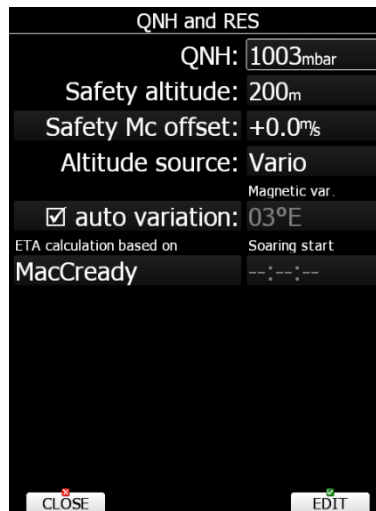 QNH and RES
QNH: 1003mbar
Safety altitude: 200m
Safety Mc offset: +0.0m/s
Altitude source: Vario
Magnetic var.
☑ auto variation: 03ºE
ETA calculation based on Soaring start
MacCready --:--:--
CLOSE EDIT